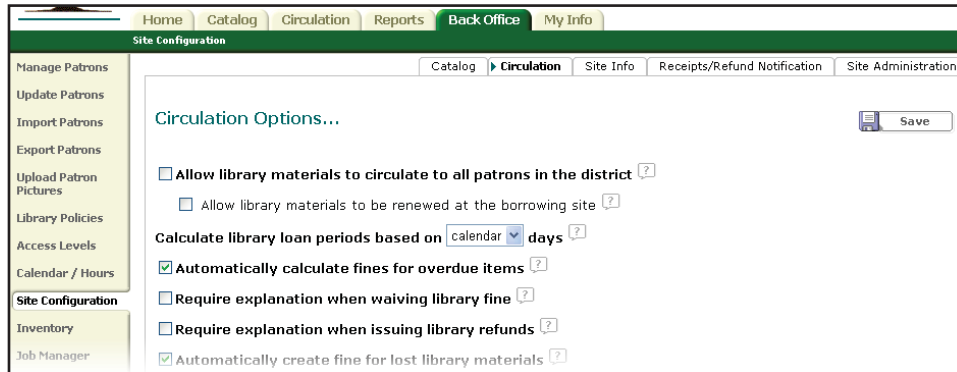 Home Catalog Circulation Reports Back Office My Info
Site Configuration
Catalog Circulation Site Info Receipts/Refund Notification Site Administration
Manage Patrons
Update Patrons
Import Patrons
Export Patrons
Upload Patron
Pictures
Library Policies
Access Levels
Calendar / Hours
Site Configuration
Inventory
Job Manager
Circulation Options...
Save
Allow library materials to circulate to all patrons in the district ?
Allow library materials to be renewed at the borrowing site ?
Calculate library loan periods based on calendar days ?
Automatically calculate fines for overdue items ?
Require explanation when waiving library fine ?
Require explanation when issuing library refunds ?
Automatically create fine for lost library materials ?